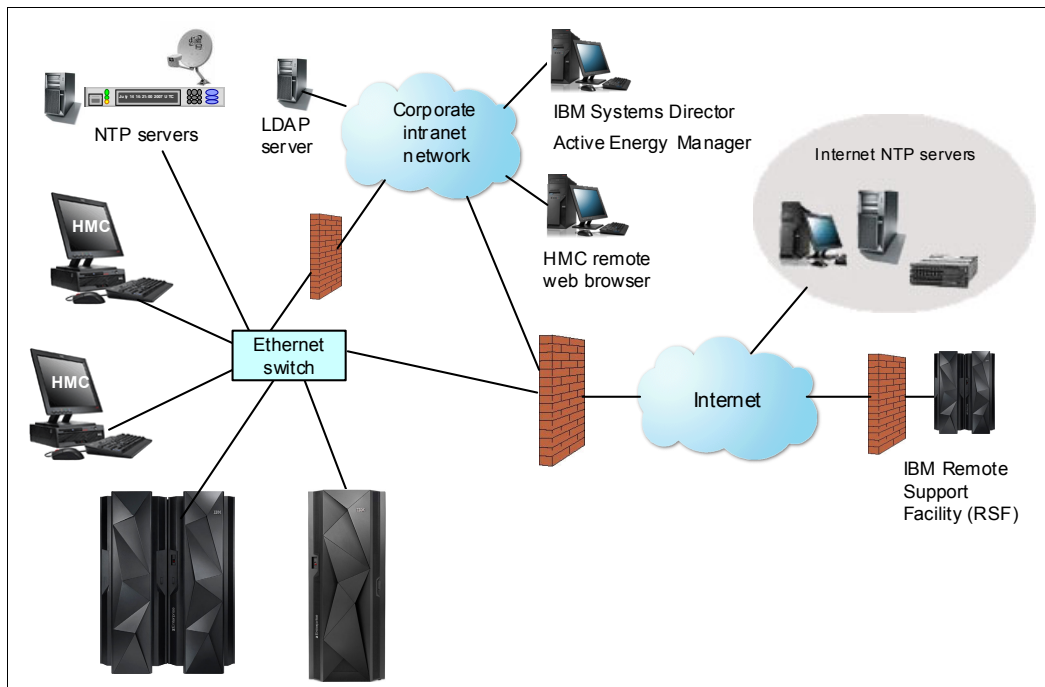 NTP servers
LDAP
server
Corporate
intranet
network
IBM Systems Director
Active Energy Manager
Internet NTP servers
HMC
HMC remote
web browser
Ethernet
switch
HMC
Internet
IBM Remote
Support
Facility (RSF)